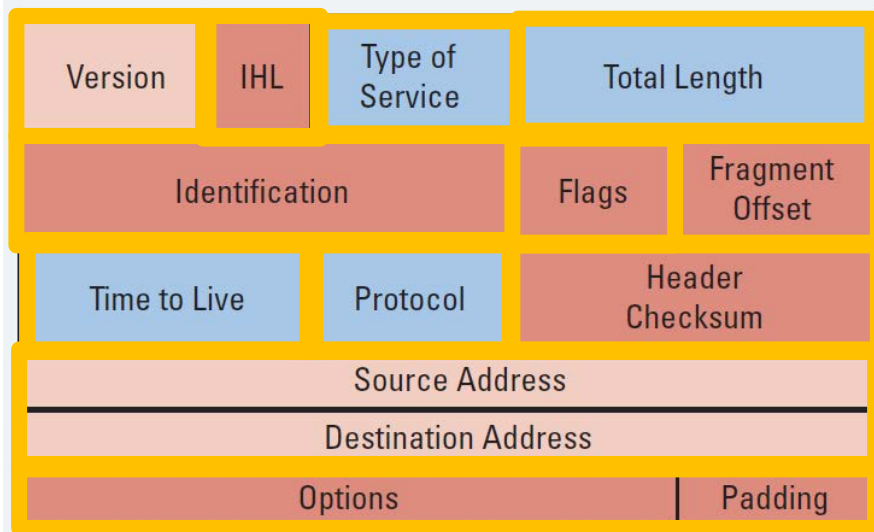 Version
IHL
Type of
Service
Total Length
Identification
Flags
Fragment
Offset
Time to Live
Protocol
Header
Checksum
Source Address
Destination Address
Options
Padding